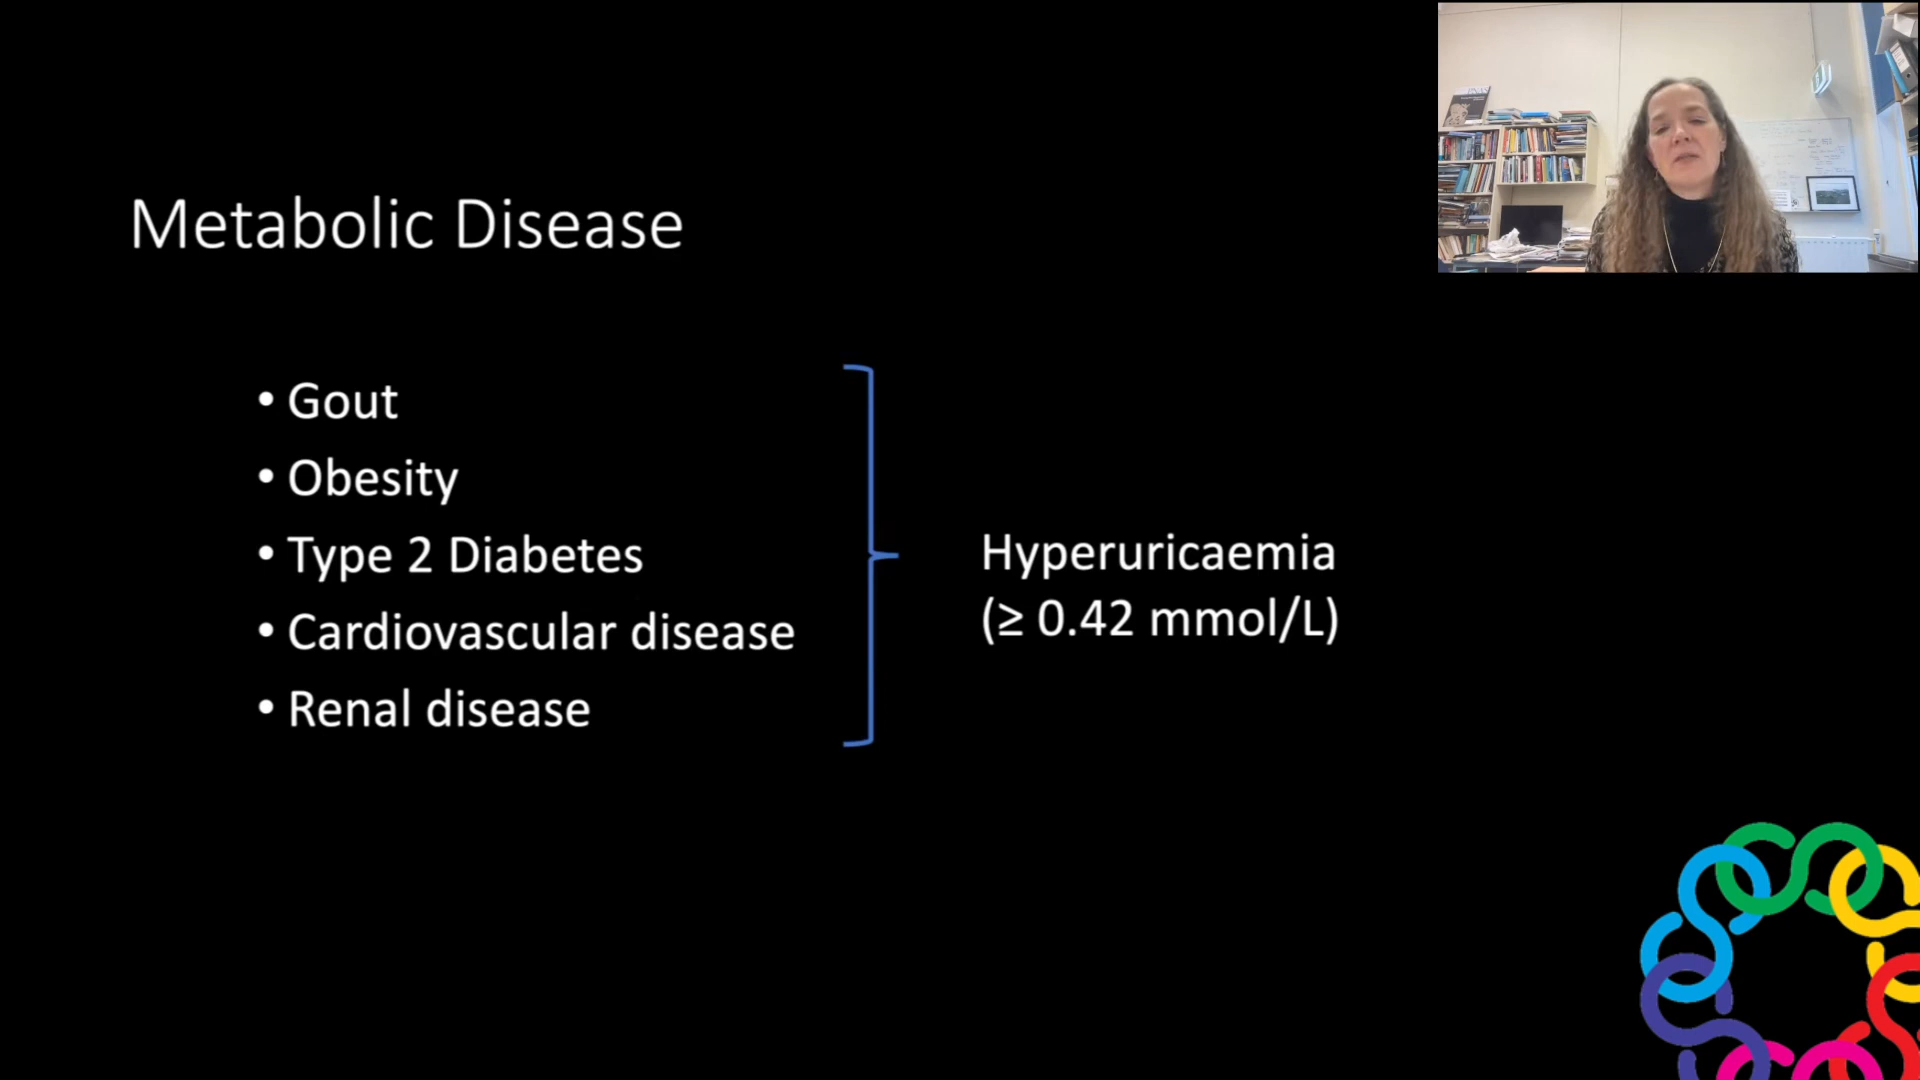 Metabolic Disease
• Gout
• Obesity
• Type 2 Diabetes
• Cardiovascular disease
• Renal disease
Hyperuricaemia
(≥ 0.42 mmol/L)